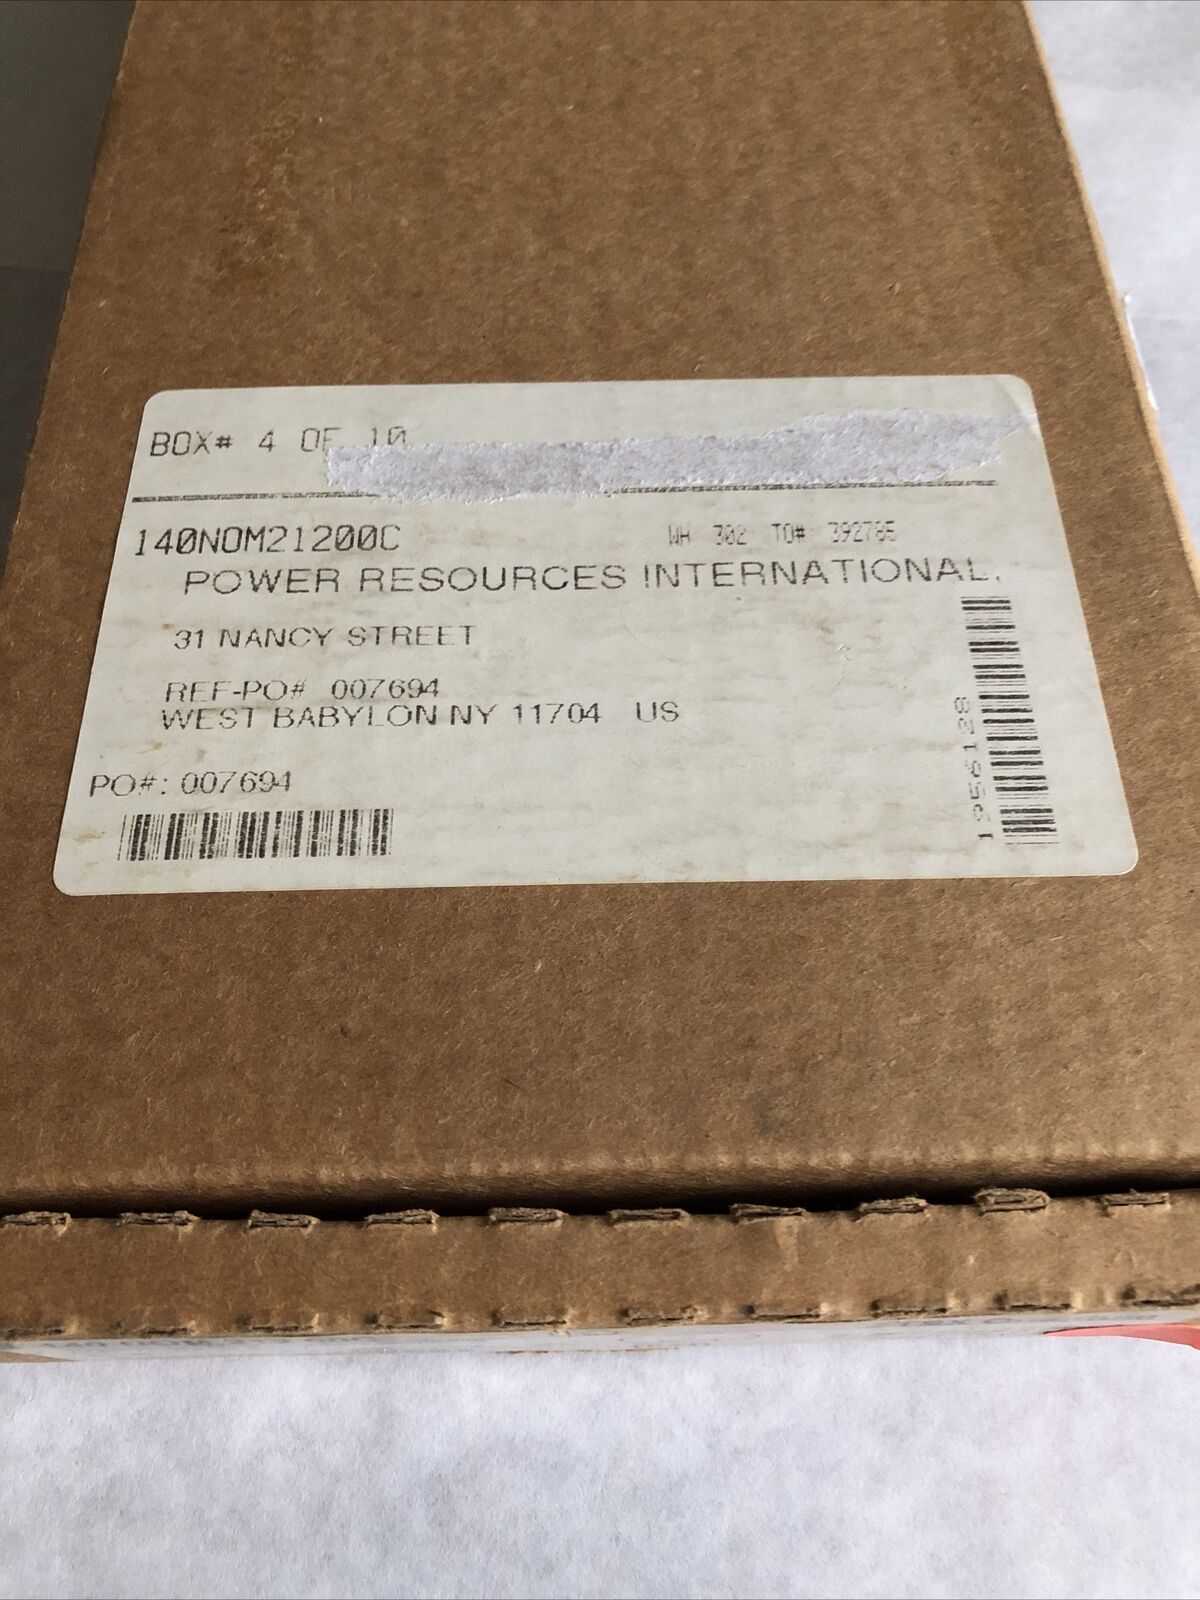 BOX# 4 OF 10
140NOM21200C
WH 302 TO# 392785
POWER RESOURCES INTERNATIONAL.
31 NANCY STREET
REF-PO# 007694
WEST BABYLON NY 11704 US
PO#: 007694
1956128